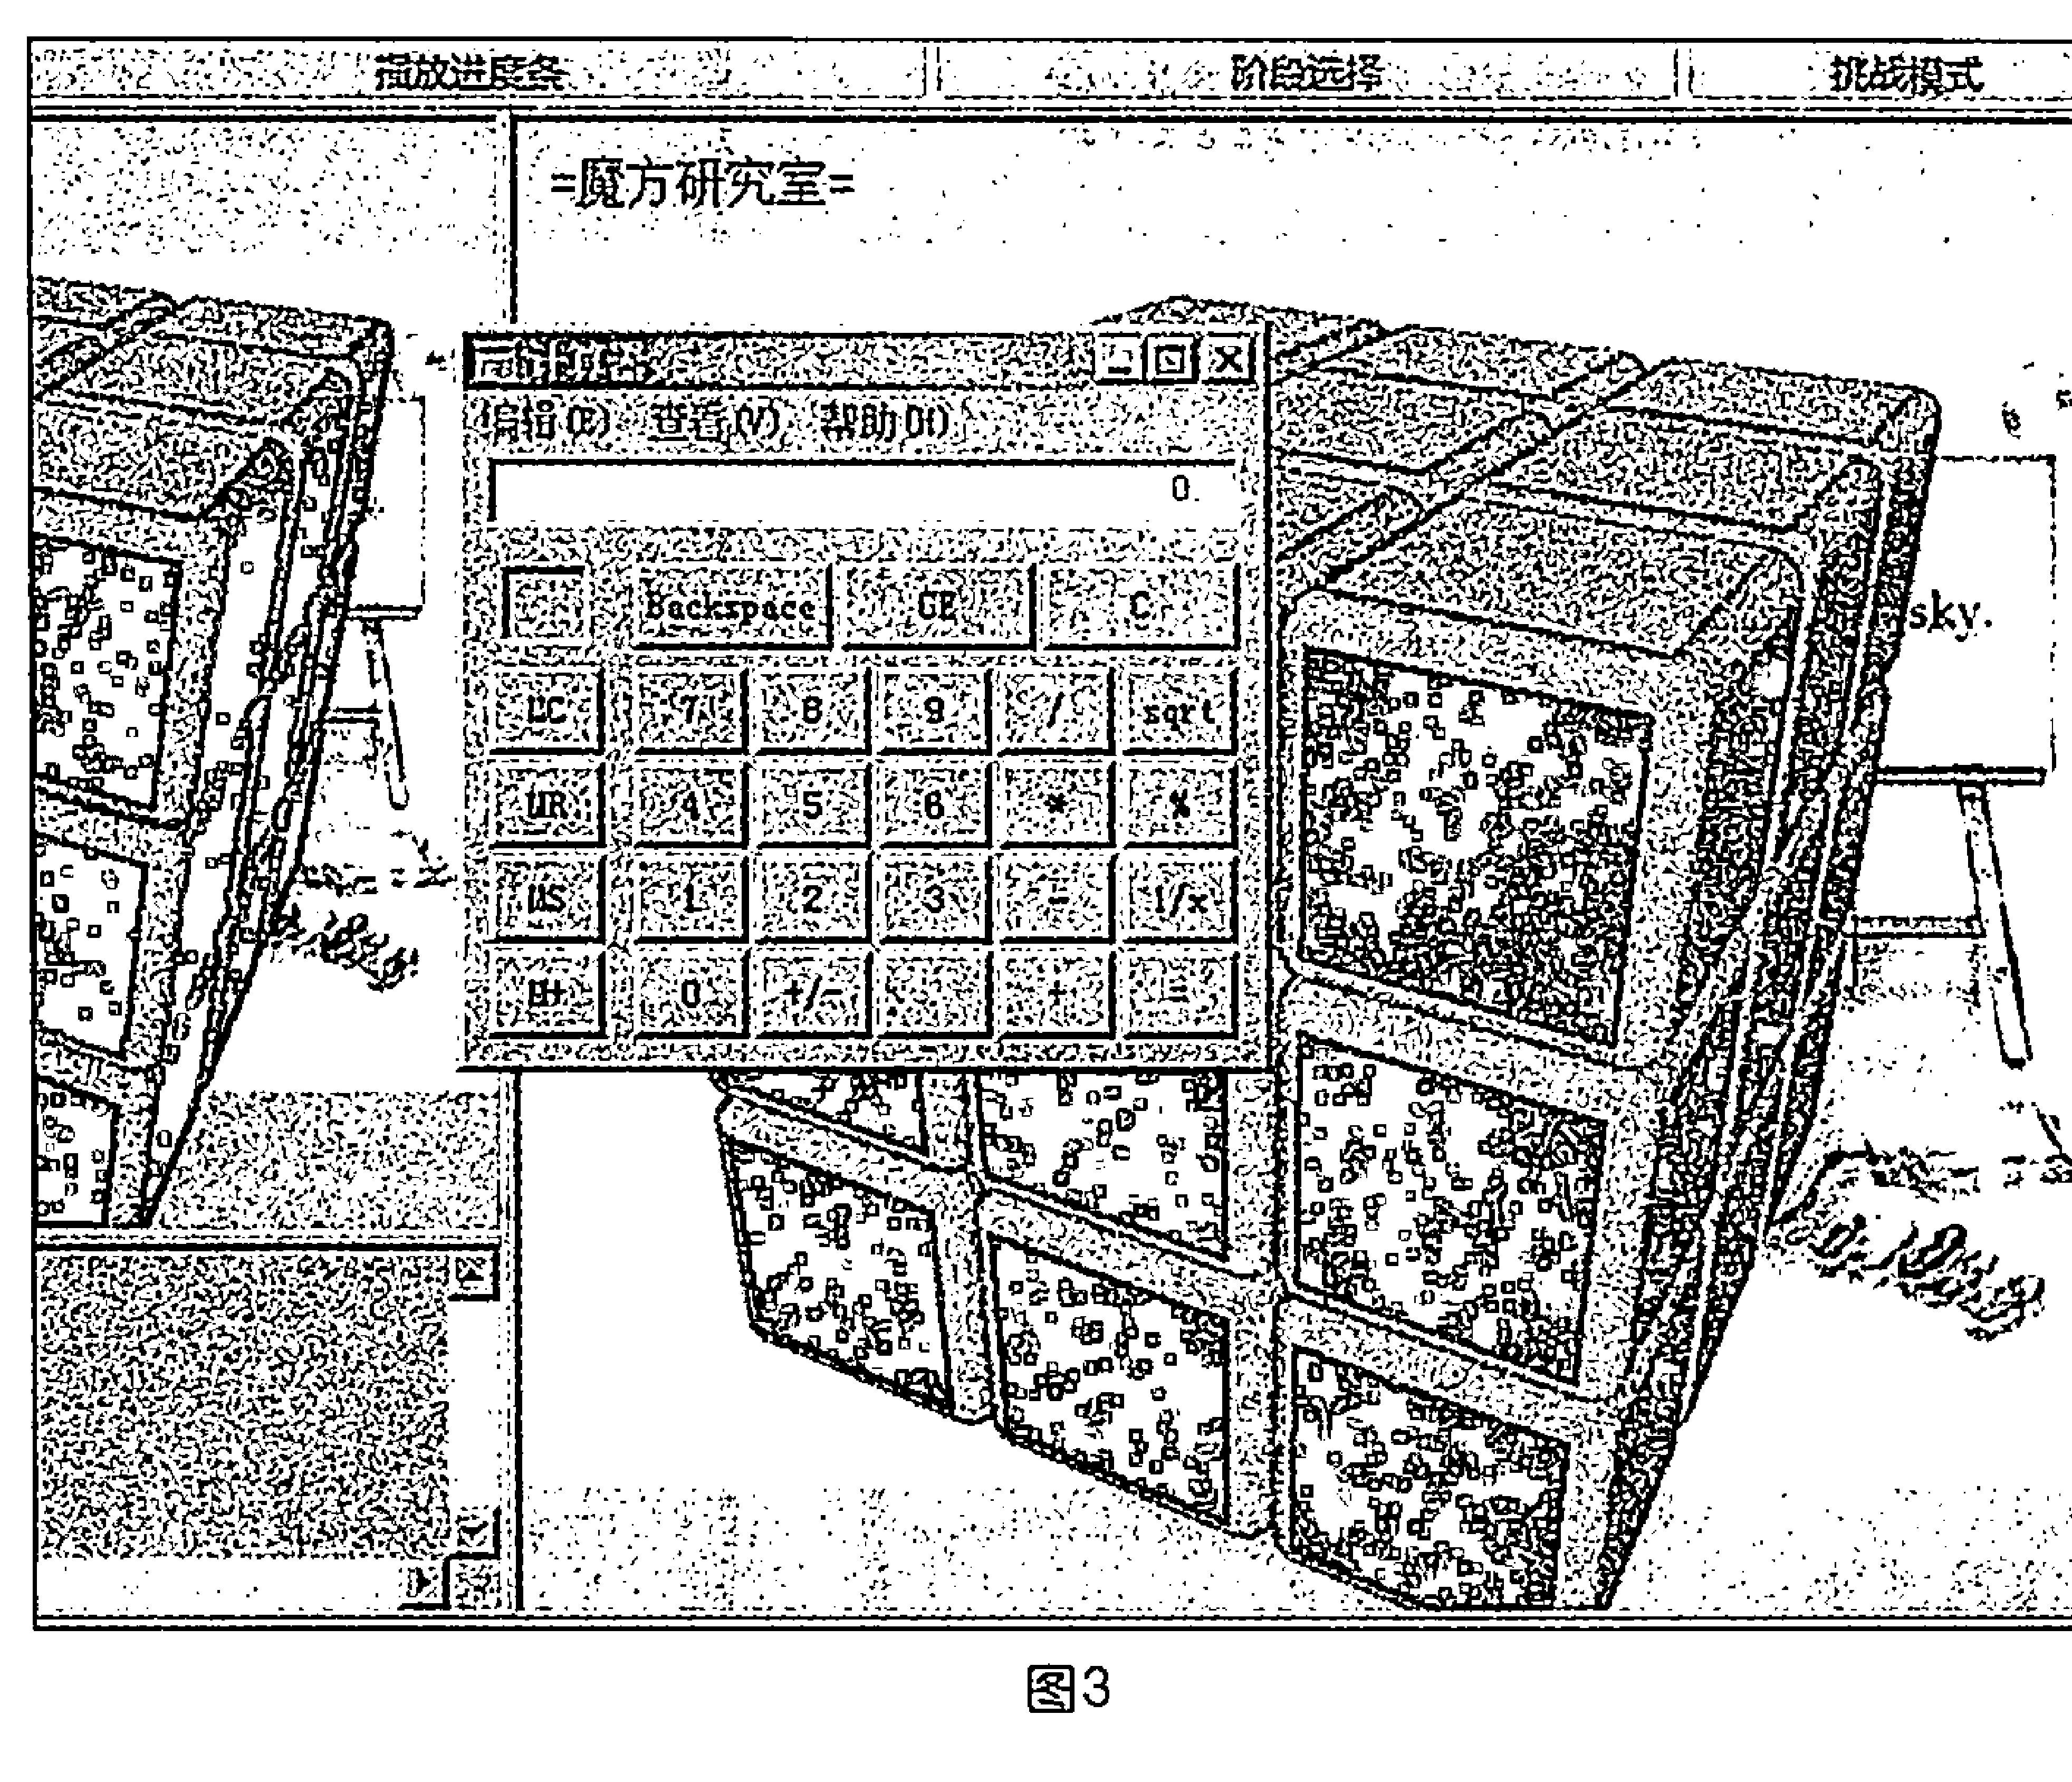 播放进度条 阶段选择 挑战模式
=魔方研究室=
编辑(E) 查看(V) 帮助(H)
0.
Backspace CE C
MC 7 8 9 / sqrt
MR 4 5 6 * %
MS 1 2 3 - 1/x
M+ 0 +/- . + =
sky.
图3